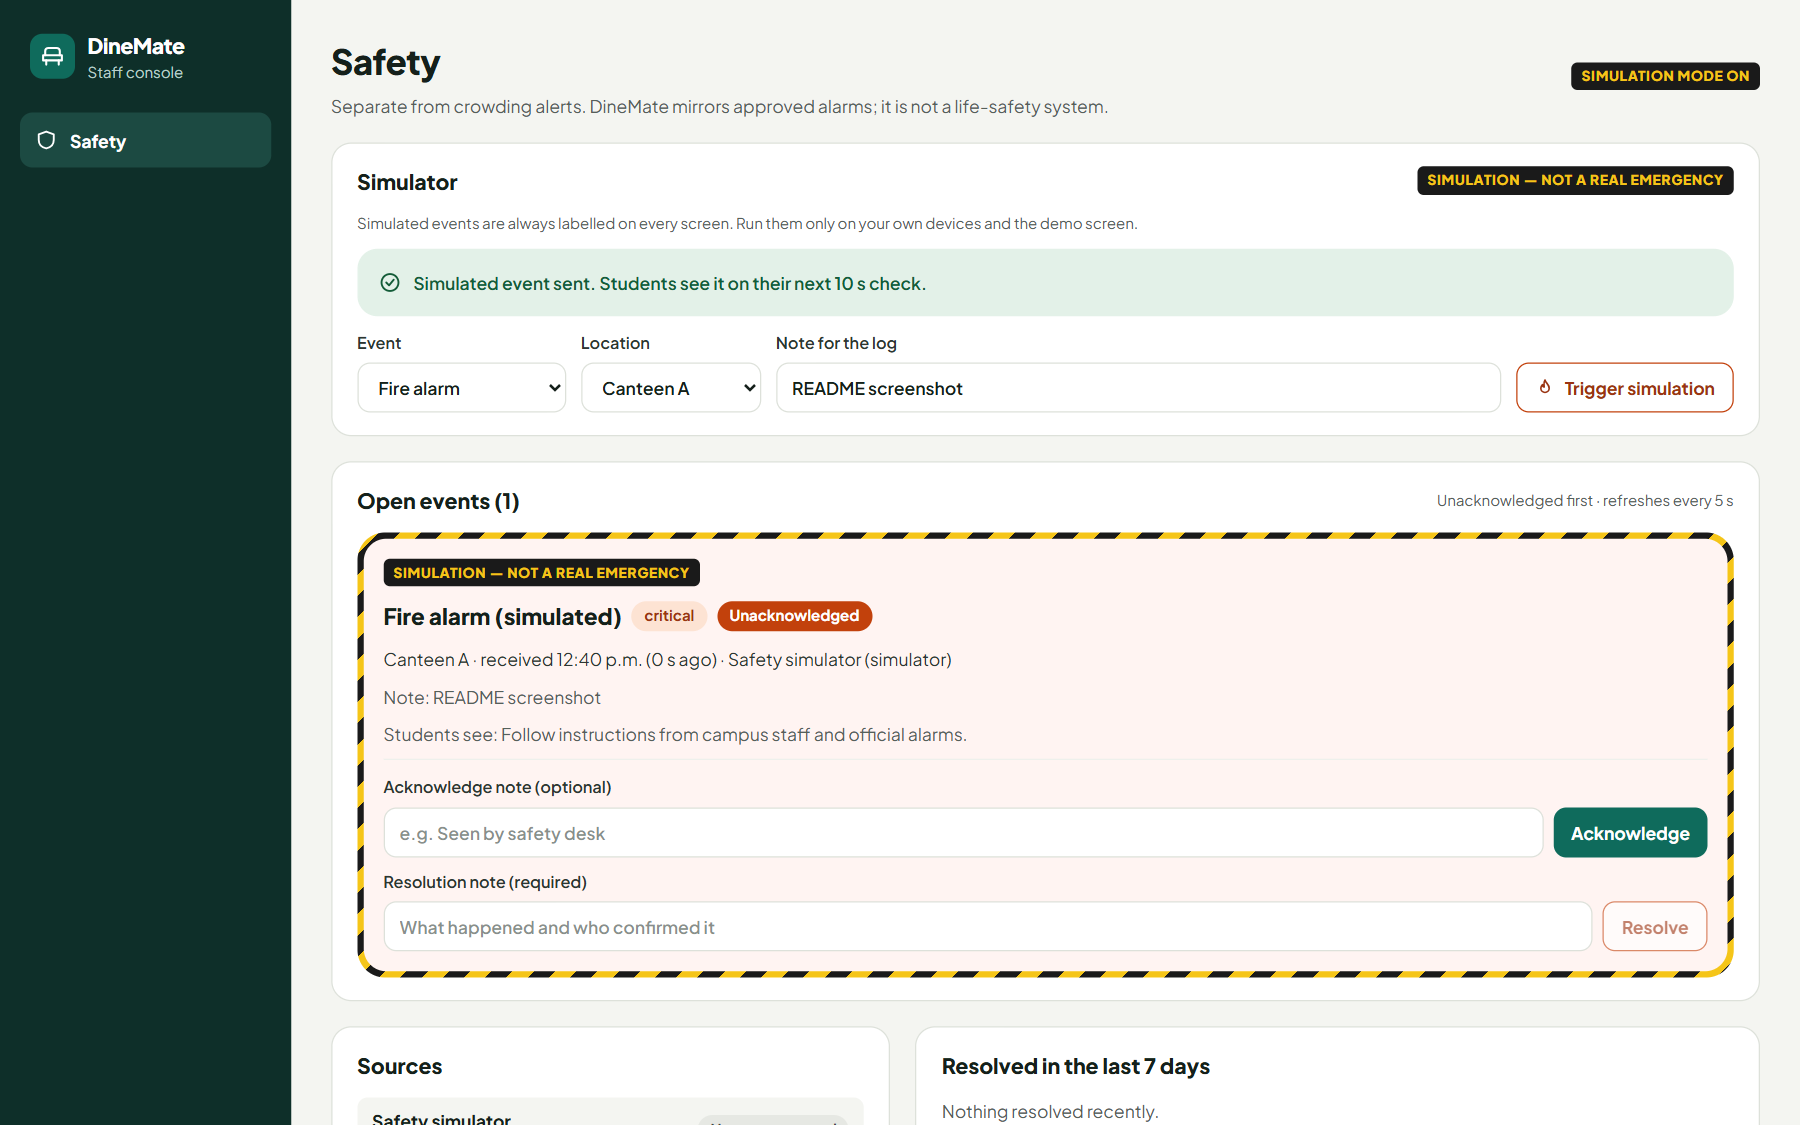 DineMate
Staff console
Safety
Safety
SIMULATION MODE ON
Separate from crowding alerts. DineMate mirrors approved alarms; it is not a life-safety system.
Simulator
SIMULATION — NOT A REAL EMERGENCY
Simulated events are always labelled on every screen. Run them only on your own devices and the demo screen.
Simulated event sent. Students see it on their next 10 s check.
Event
Location
Note for the log
Fire alarm
Canteen A
README screenshot
Trigger simulation
Open events (1)
Unacknowledged first · refreshes every 5 s
SIMULATION — NOT A REAL EMERGENCY
Fire alarm (simulated)
critical
Unacknowledged
Canteen A · received 12:40 p.m. (0 s ago) · Safety simulator (simulator)
Note: README screenshot
Students see: Follow instructions from campus staff and official alarms.
Acknowledge note (optional)
e.g. Seen by safety desk
Acknowledge
Resolution note (required)
What happened and who confirmed it
Resolve
Sources
Resolved in the last 7 days
Safety simulator
Nothing resolved recently.